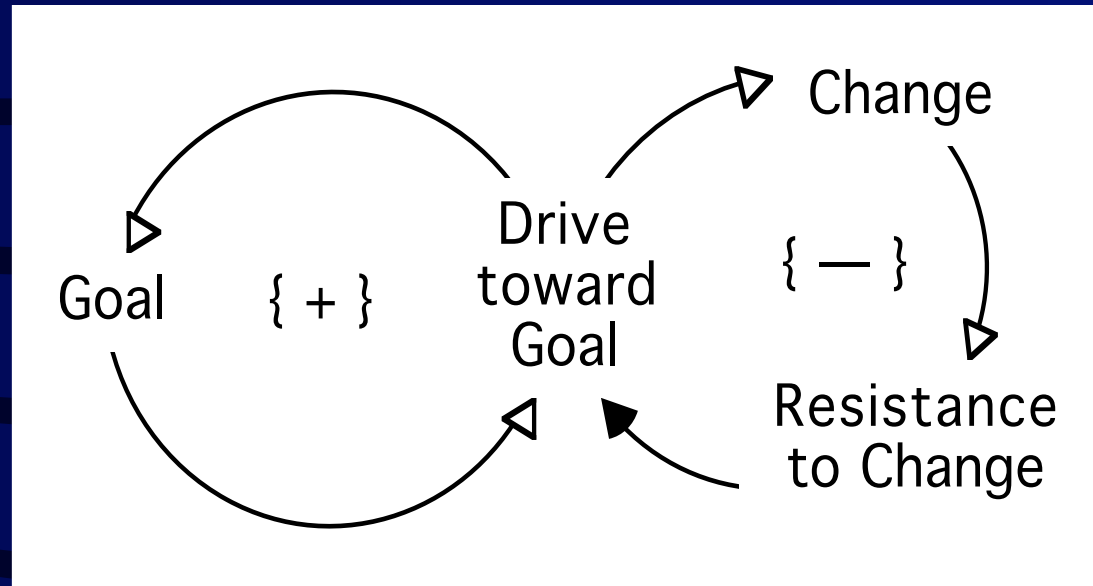 Goal
{ + }
Drive
toward
Goal
Change
{ — }
Resistance
to Change